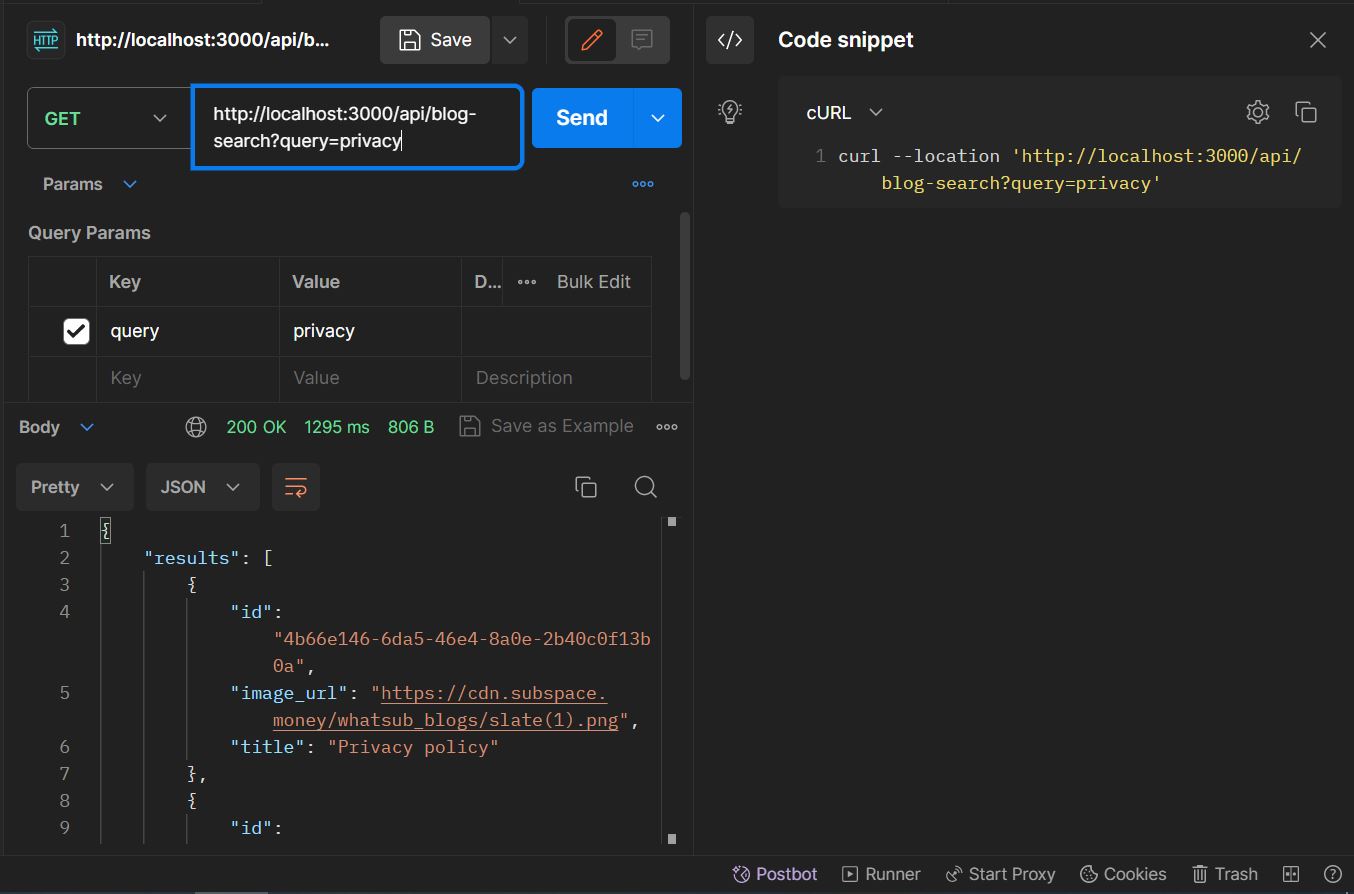 HTTP
http://localhost:3000/api/b...
Save
Code snippet
GET
http://localhost:3000/api/blog-
search?query=privacy
Send
cURL
1 curl --location 'http://localhost:3000/api/
blog-search?query=privacy'
Params
Query Params
Key Value D... Bulk Edit
query privacy
Key Value Description
Body 200 OK 1295 ms 806 B Save as Example
Pretty JSON
1 {
2 "results": [
3 {
4 "id":
"4b66e146-6da5-46e4-8a0e-2b40c0f13b
0a",
5 "image_url": "https://cdn.subspace.
money/whatsub_blogs/slate(1).png",
6 "title": "Privacy policy"
7 },
8 {
9 "id":
Postbot Runner Start Proxy Cookies Trash